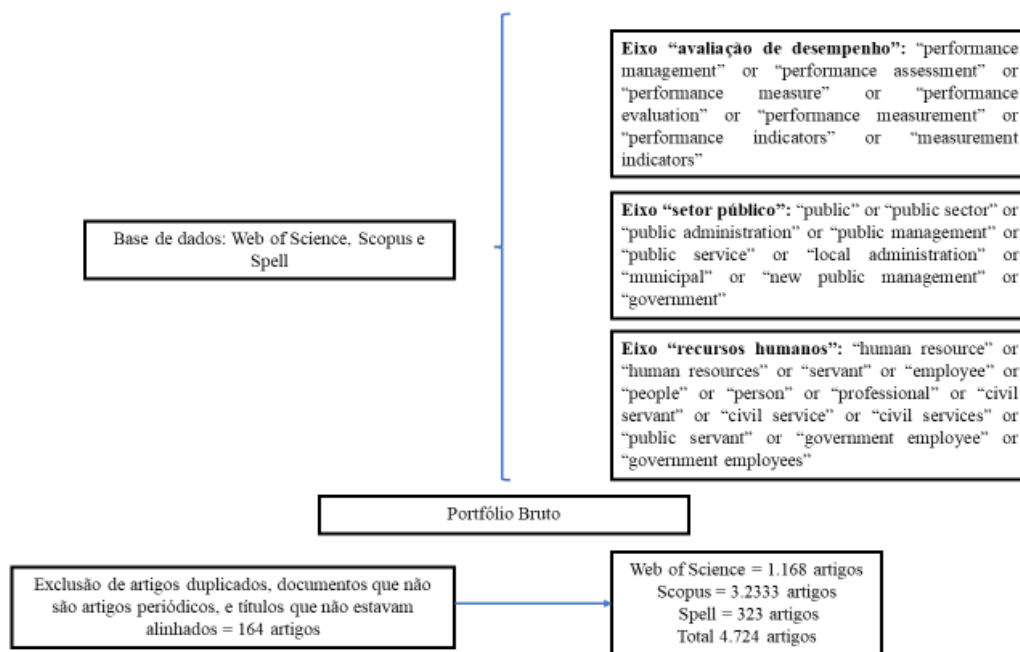 Base de dados: Web of Science, Scopus e
Spell
Eixo “avaliação de desempenho”: “performance
management” or “performance assessment” or
“performance measure” or “performance
evaluation” or “performance measurement” or
“performance indicators” or “measurement
indicators”
Eixo “setor público”: “public” or “public sector” or
“public administration” or “public management” or
“public service” or “local administration” or
“municipal” or “new public management” or
“government”
Eixo “recursos humanos”: “human resource” or
“human resources” or “servant” or “employee” or
“people” or “person” or “professional” or “civil
servant” or “civil service” or “civil services” or
“public servant” or “government employee” or
“government employees”
Portfólio Bruto
Exclusão de artigos duplicados, documentos que não
são artigos periódicos, e títulos que não estavam
alinhados = 164 artigos
Web of Science = 1.168 artigos
Scopus = 3.2333 artigos
Spell = 323 artigos
Total 4.724 artigos